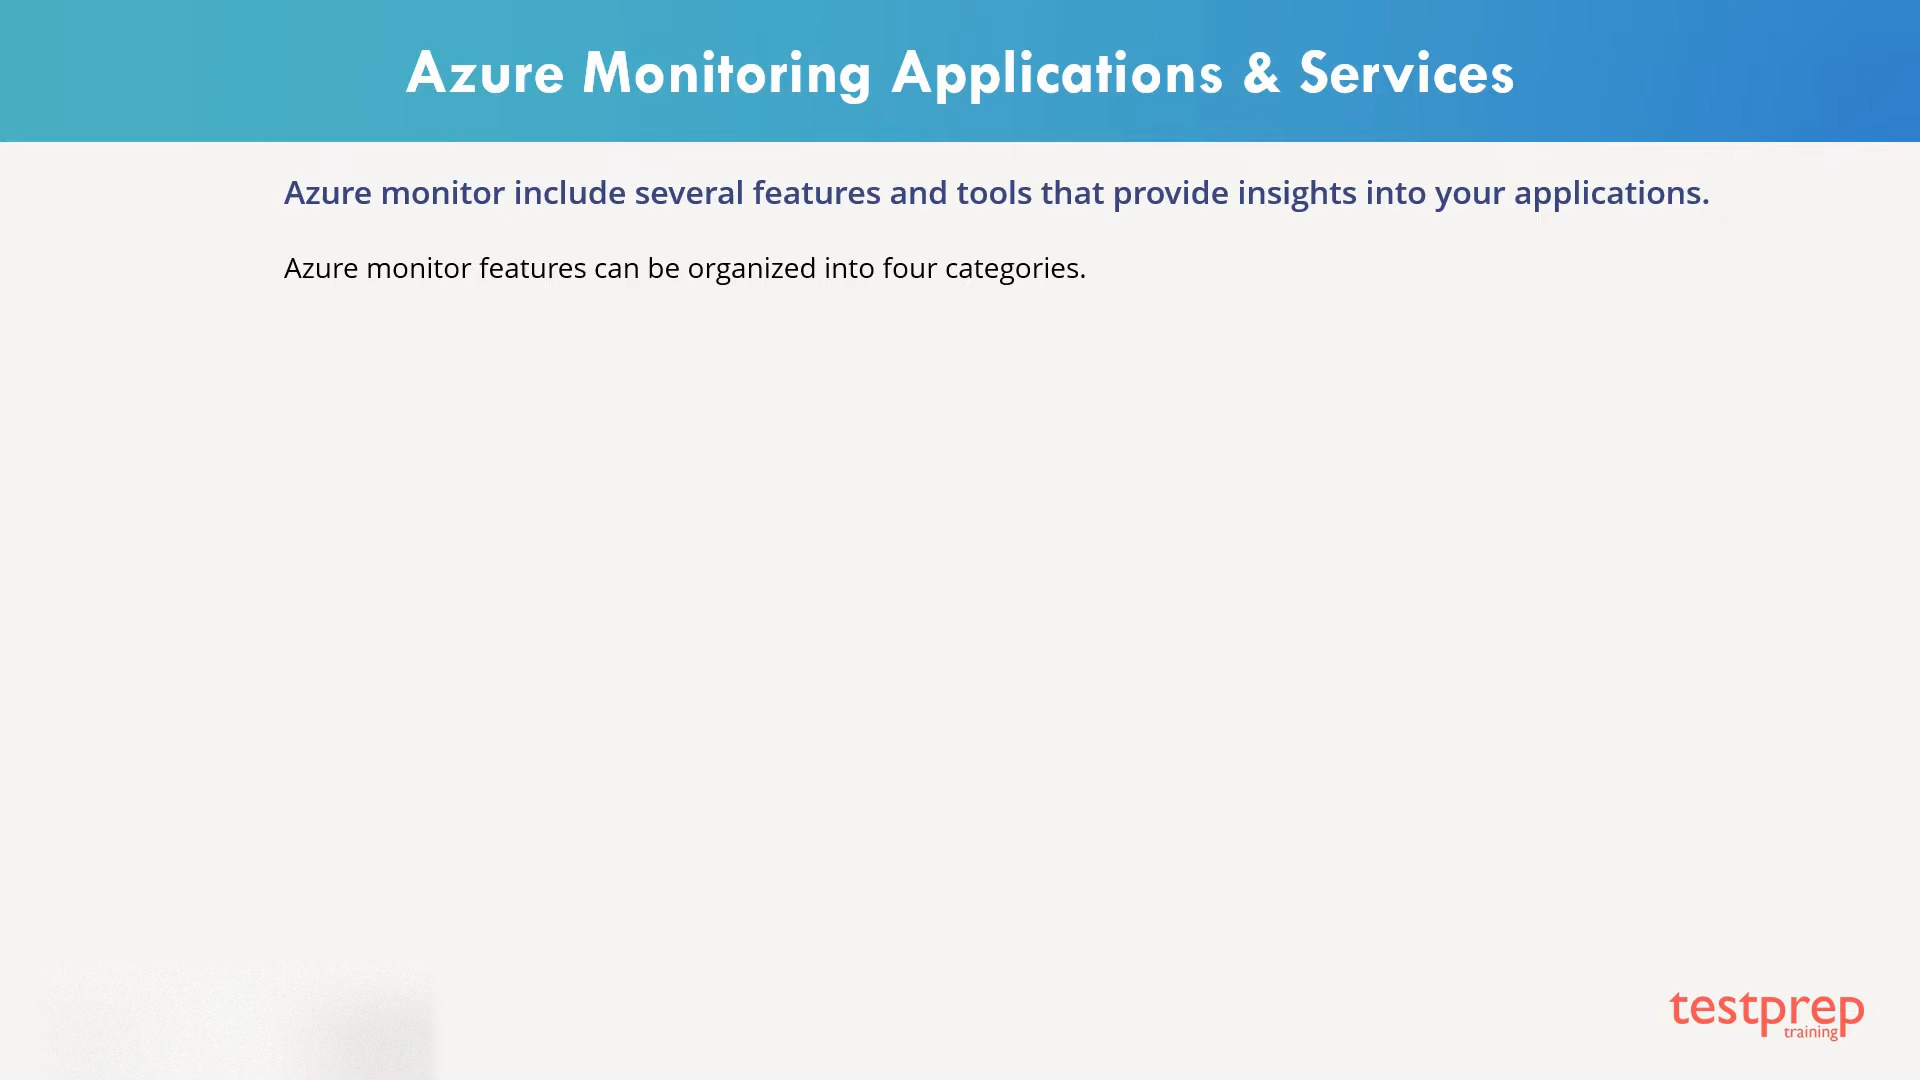 Azure Monitoring Applications & Services
Azure monitor include several features and tools that provide insights into your applications.
Azure monitor features can be organized into four categories.
testprep
training